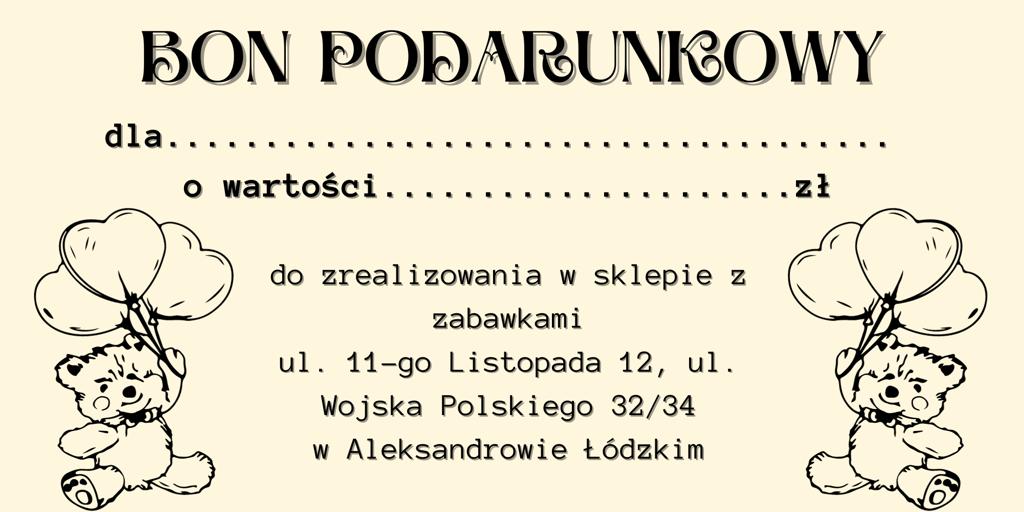 BON PODARUNKOWY
dla.....................................
o wartości.....................zł
do zrealizowania w sklepie z
zabawkami
ul. 11-go Listopada 12, ul.
Wojska Polskiego 32/34
w Aleksandrowie Łódzkim